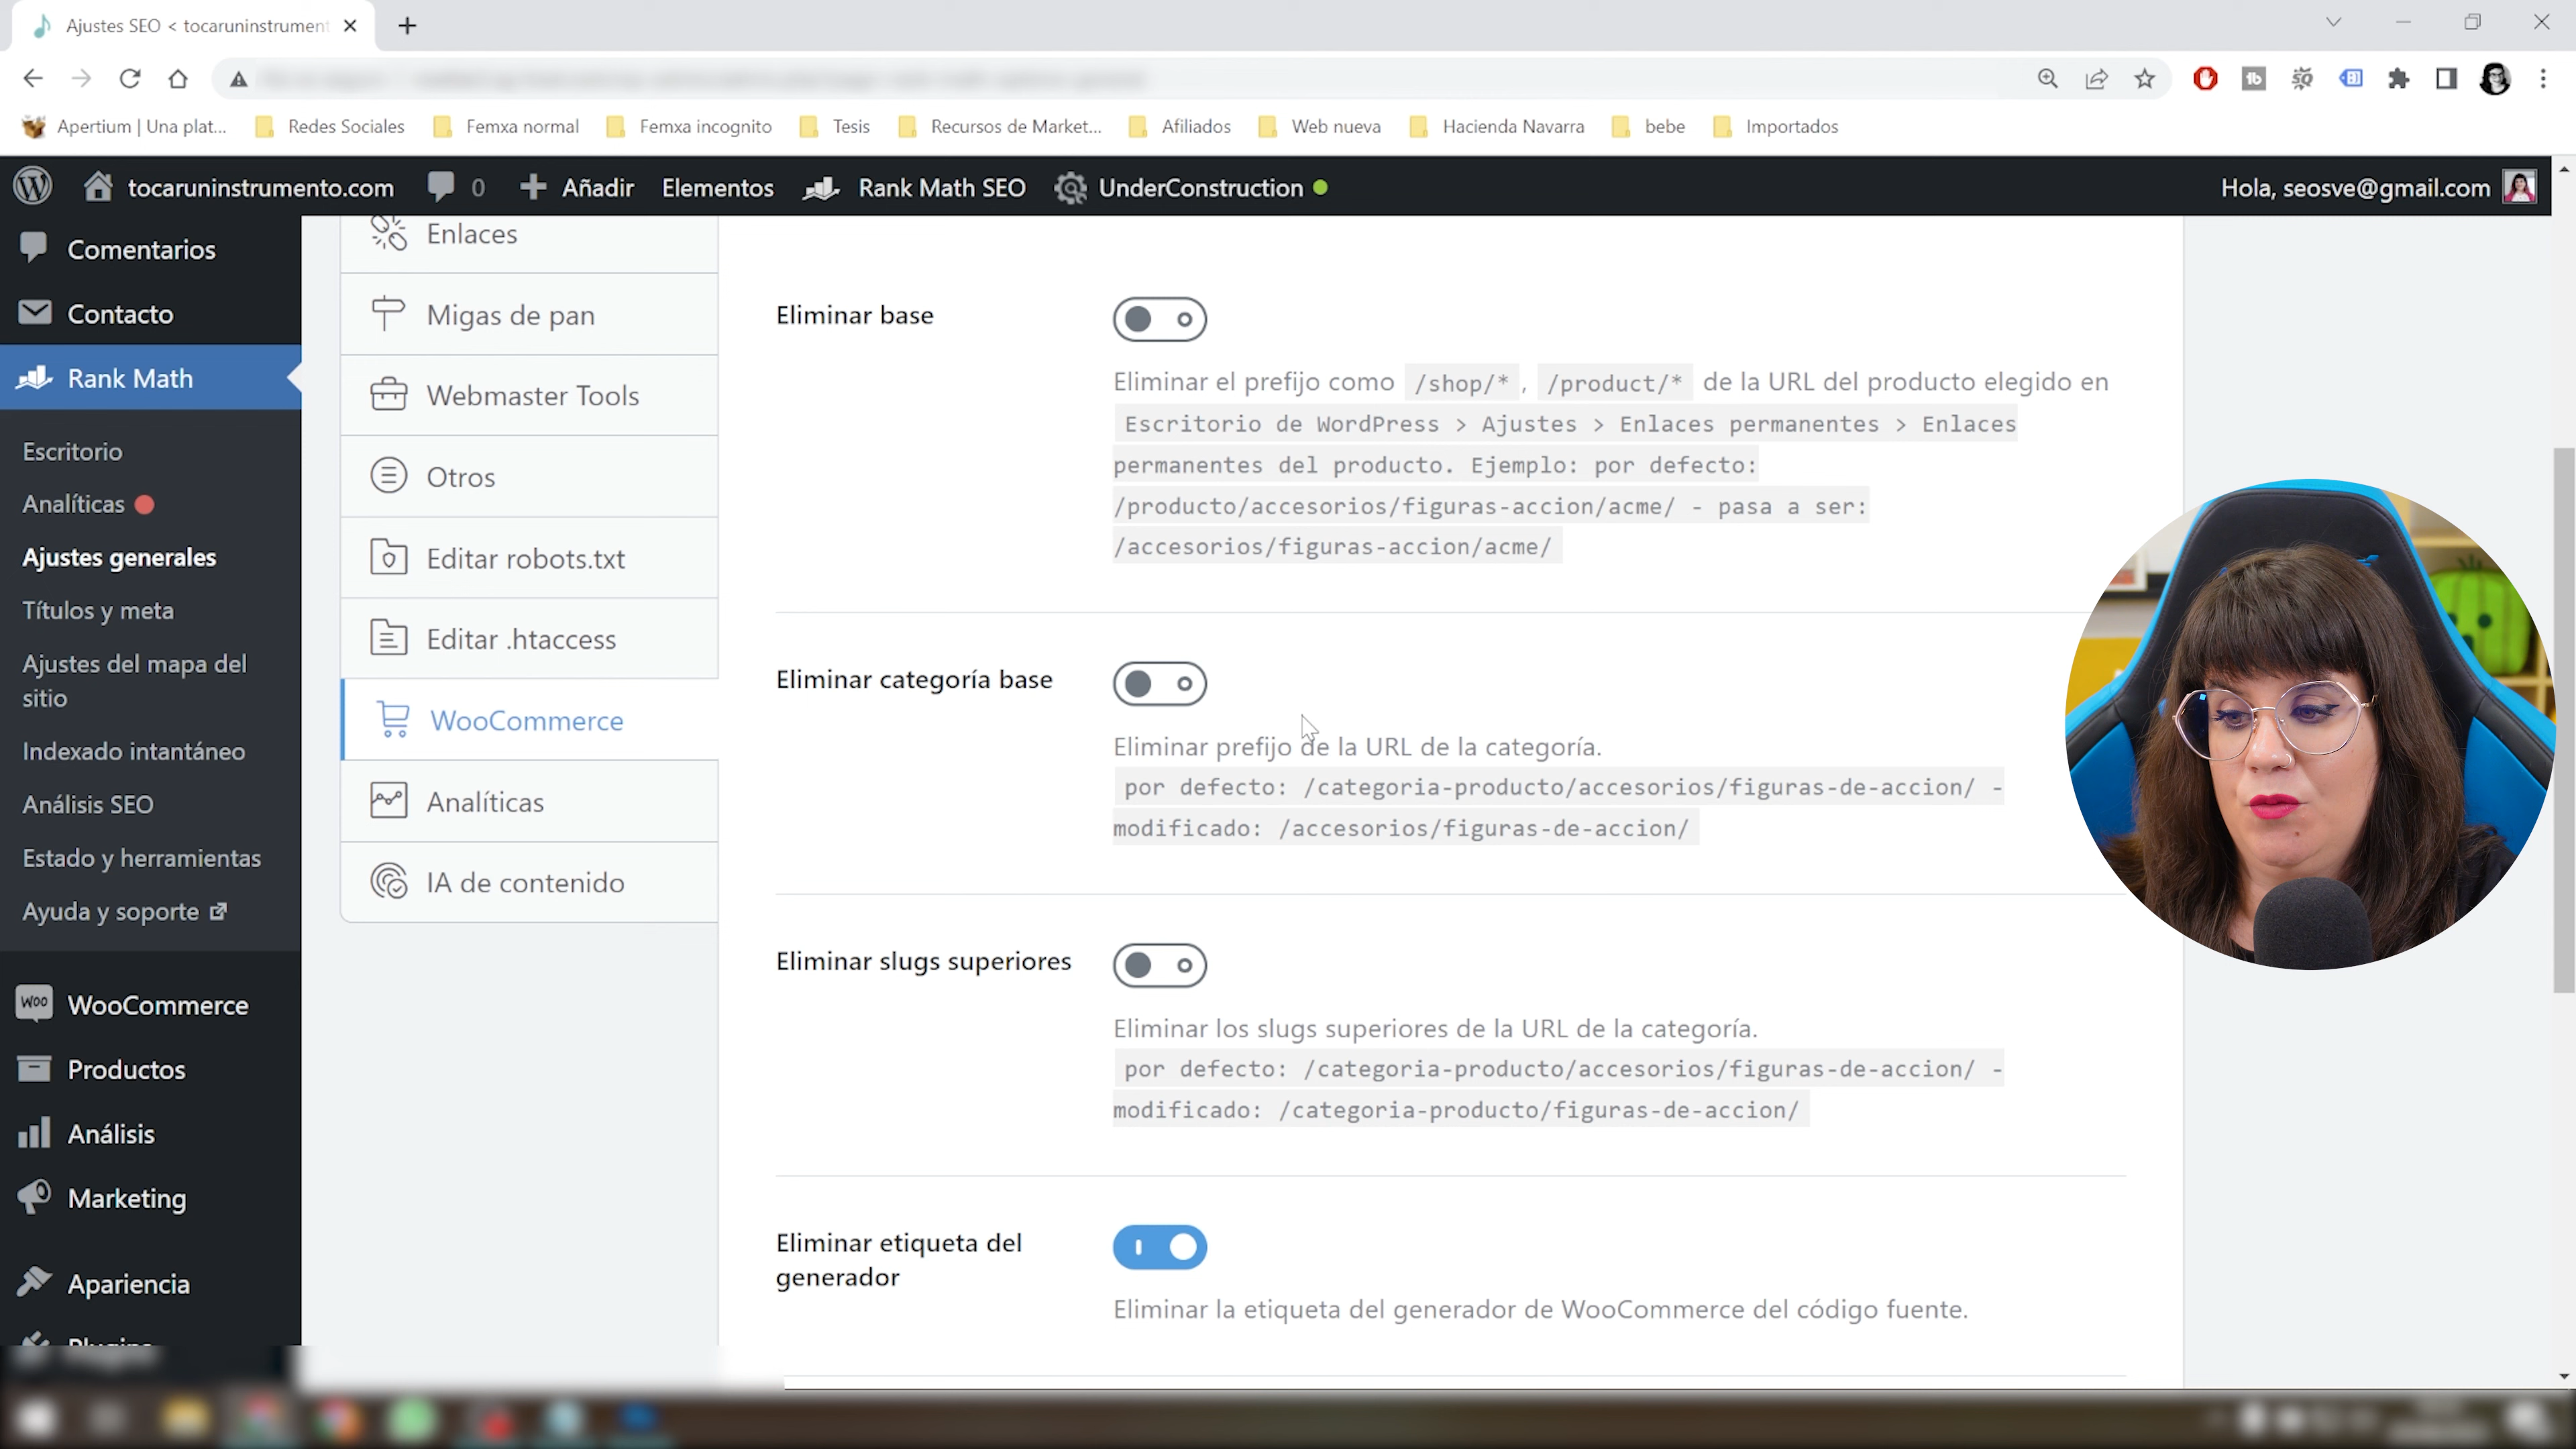 Ajustes SEO < tocaruninstrument
Apertium | Una plat...
Redes Sociales
Femxa normal
Femxa incognito
Tesis
Recursos de Market...
Afiliados
Web nueva
Hacienda Navarra
bebe
Importados
tocaruninstrumento.com
0
Añadir
Elementos
Rank Math SEO
UnderConstruction
Hola, seosve@gmail.com
Comentarios
Contacto
Rank Math
Escritorio
Analíticas
Ajustes generales
Títulos y meta
Ajustes del mapa del
sitio
Indexado intantáneo
Análisis SEO
Estado y herramientas
Ayuda y soporte
WooCommerce
Productos
Análisis
Marketing
Apariencia
Plugins
Enlaces
Migas de pan
Webmaster Tools
Otros
Editar robots.txt
Editar .htaccess
WooCommerce
Analíticas
IA de contenido
Eliminar base
Eliminar el prefijo como /shop/* , /product/* de la URL del producto elegido en
Escritorio de WordPress > Ajustes > Enlaces permanentes > Enlaces
permanentes del producto. Ejemplo: por defecto:
/producto/accesorios/figuras-accion/acme/ - pasa a ser:
/accesorios/figuras-accion/acme/
Eliminar categoría base
Eliminar prefijo de la URL de la categoría.
por defecto: /categoria-producto/accesorios/figuras-de-accion/ -
modificado: /accesorios/figuras-de-accion/
Eliminar slugs superiores
Eliminar los slugs superiores de la URL de la categoría.
por defecto: /categoria-producto/accesorios/figuras-de-accion/ -
modificado: /categoria-producto/figuras-de-accion/
Eliminar etiqueta del
generador
Eliminar la etiqueta del generador de WooCommerce del código fuente.